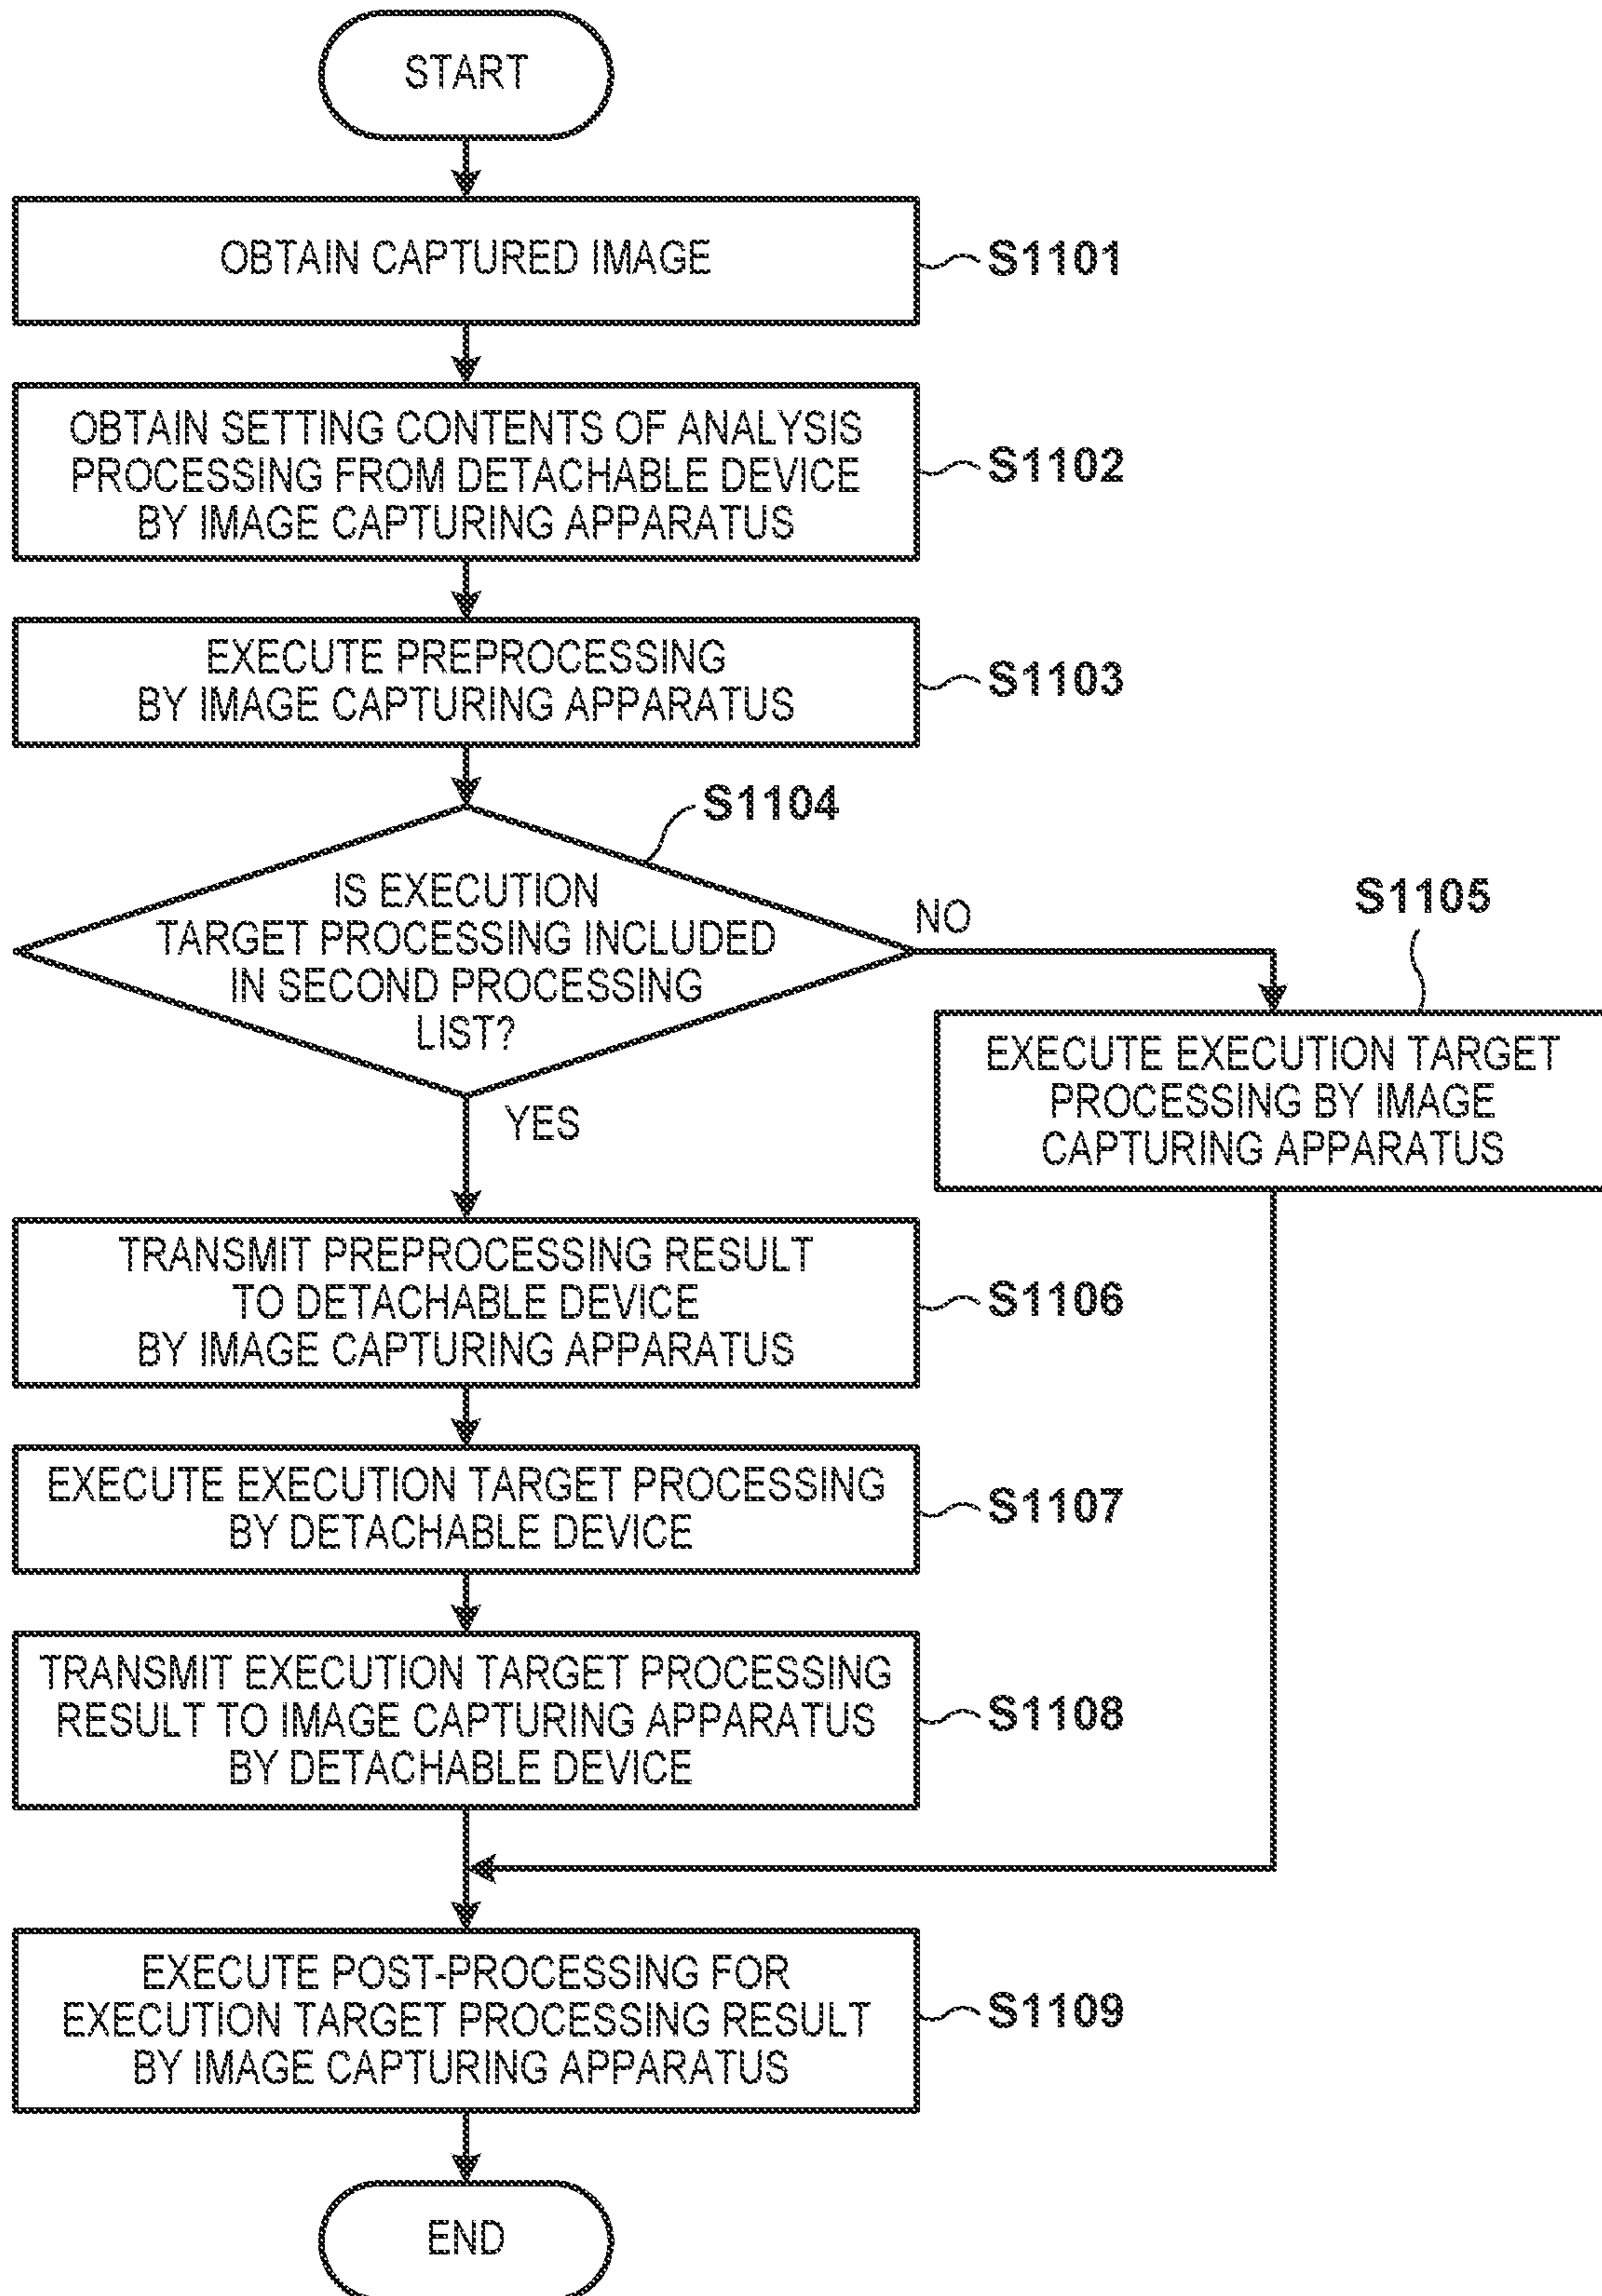 START
OBTAIN CAPTURED IMAGE
S1101
OBTAIN SETTING CONTENTS OF ANALYSIS
PROCESSING FROM DETACHABLE DEVICE
BY IMAGE CAPTURING APPARATUS
S1102
EXECUTE PREPROCESSING
BY IMAGE CAPTURING APPARATUS
S1103
S1104
IS EXECUTION
TARGET PROCESSING INCLUDED
IN SECOND PROCESSING
LIST?
NO
YES
S1105
EXECUTE EXECUTION TARGET
PROCESSING BY IMAGE
CAPTURING APPARATUS
TRANSMIT PREPROCESSING RESULT
TO DETACHABLE DEVICE
BY IMAGE CAPTURING APPARATUS
S1106
EXECUTE EXECUTION TARGET PROCESSING
BY DETACHABLE DEVICE
S1107
TRANSMIT EXECUTION TARGET PROCESSING
RESULT TO IMAGE CAPTURING APPARATUS
BY DETACHABLE DEVICE
S1108
EXECUTE POST-PROCESSING FOR
EXECUTION TARGET PROCESSING RESULT
BY IMAGE CAPTURING APPARATUS
S1109
END